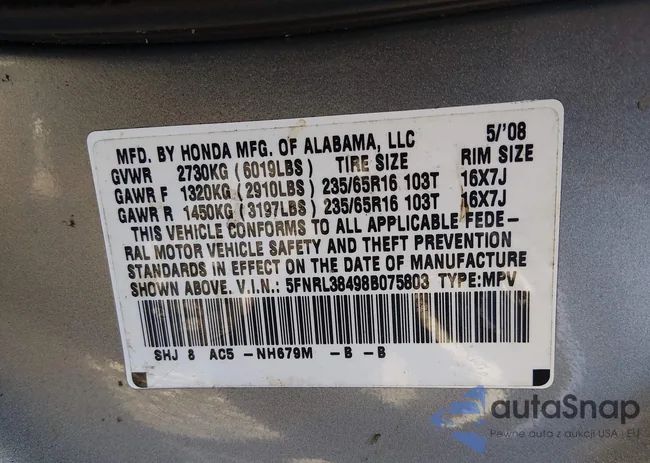 MFD. BY HONDA MFG. OF ALABAMA, LLC 5/'08
GVWR 2730KG (6019LBS) TIRE SIZE RIM SIZE
GAWR F 1320KG (2910LBS) 235/65R16 103T 16X7J
GAWR R 1450KG (3197LBS) 235/65R16 103T 16X7J
THIS VEHICLE CONFORMS TO ALL APPLICABLE FEDE-
RAL MOTOR VEHICLE SAFETY AND THEFT PREVENTION
STANDARDS IN EFFECT ON THE DATE OF MANUFACTURE
SHOWN ABOVE. V.I.N.: 5FNRL38498B075803 TYPE:MPV
SHJ 8 AC5 -NH679M -B -B
autaSnap
Pewne auta z aukcji USA i EU